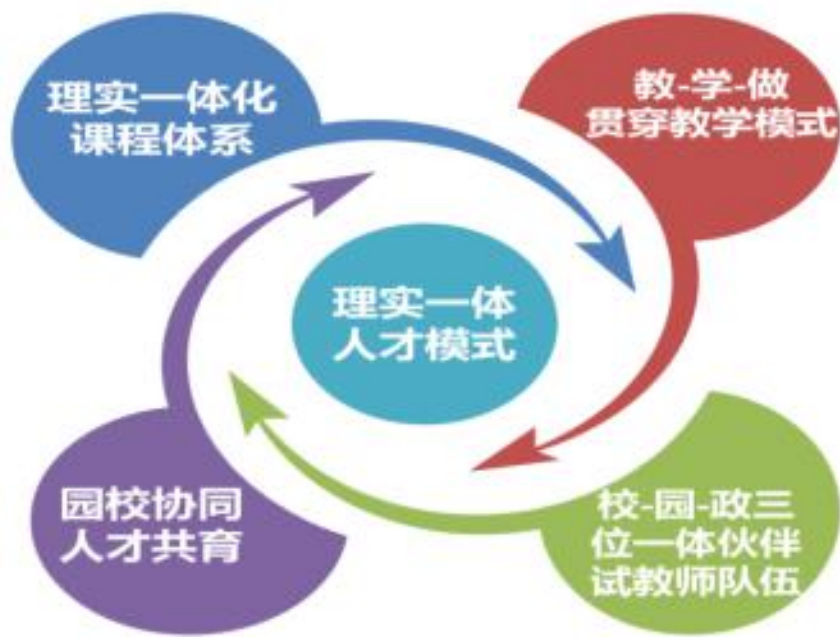 理实一体化
课程体系
教-学-做
贯穿教学模式
理实一体
人才模式
园校协同
人才共育
校-园-政三
位一体伙伴
试教师队伍